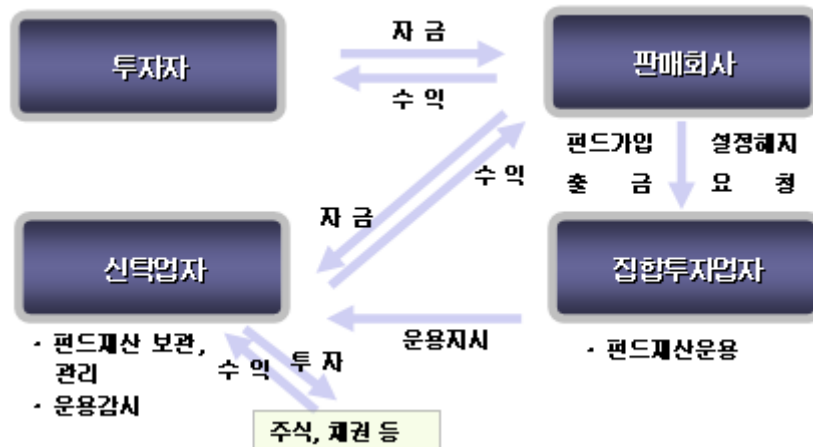 투자자
자 금
수 익
판매회사
펀드가입 설정해지
출 금 요 청
수 익
자 금
신탁업자
집합투자업자
운용지시
· 펀드재산 보관,
관리
· 운용감시
수 익
투 자
· 펀드재산운용
주식, 채권 등